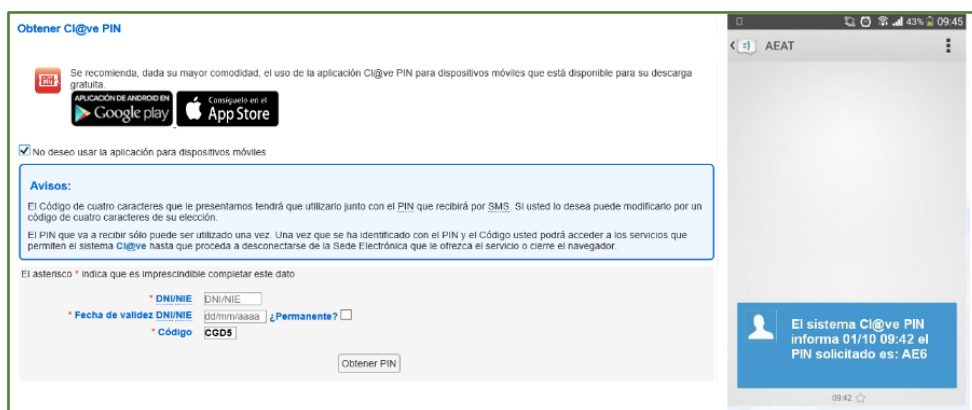 Obtener Cl@ve PIN
Se recomienda, dada su mayor comodidad, el uso de la aplicación Cl@ve PIN para dispositivos móviles que está disponible para su descarga
gratuita.
APLICACIÓN DE ANDROID EN
Google play
Consíguelo en el
App Store
No deseo usar la aplicación para dispositivos móviles
Avisos:
El Código de cuatro caracteres que le presentamos tendrá que utilizarlo junto con el PIN que recibirá por SMS. Si usted lo desea puede modificarlo por un
código de cuatro caracteres de su elección.
El PIN que va a recibir sólo puede ser utilizado una vez. Una vez que se ha identificado con el PIN y el Código usted podrá acceder a los servicios que
permiten el sistema Cl@ve hasta que proceda a desconectarse de la Sede Electrónica que le ofrezca el servicio o cierre el navegador.
El asterisco * indica que es imprescindible completar este dato
* DNI/NIE DNI/NIE
* Fecha de validez DNI/NIE dd/mm/aaaa ¿Permanente?
* Código CGD5
Obtener PIN
43% 09:45
AEAT
El sistema Cl@ve PIN
informa 01/10 09:42 el
PIN solicitado es: AE6
09:42